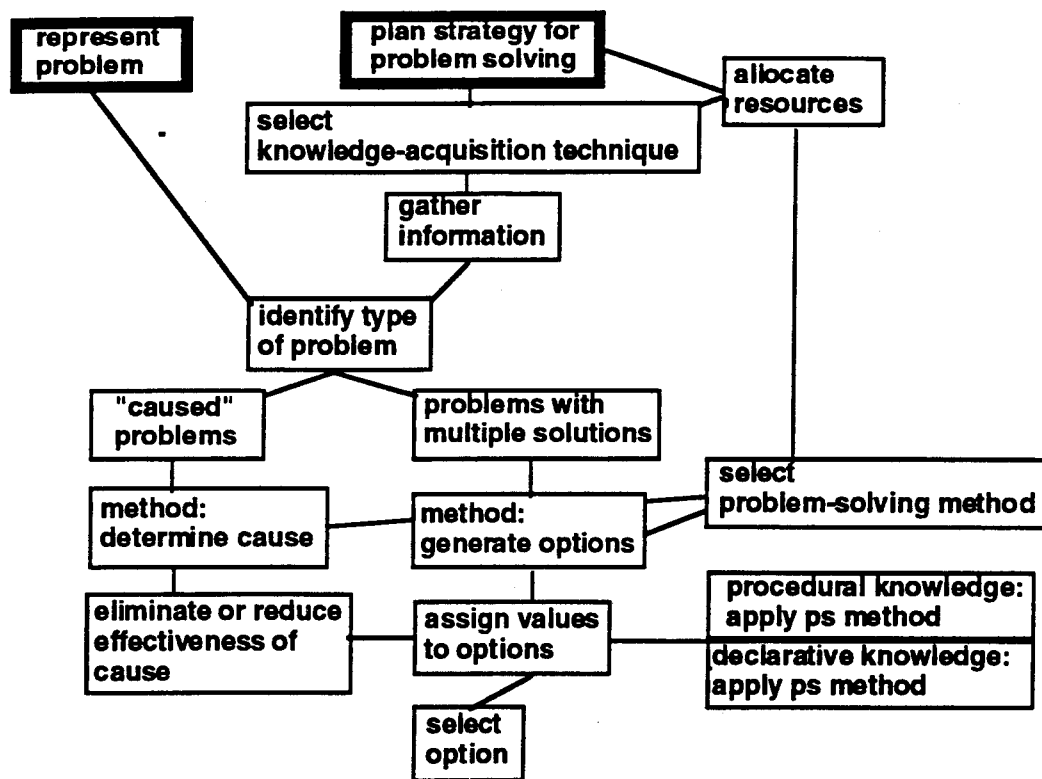 represent
problem
plan strategy for
problem solving
allocate
resources
select
knowledge-acquisition technique
gather
information
identify type
of problem
"caused"
problems
problems with
multiple solutions
select
problem-solving method
method:
determine cause
method:
generate options
procedural knowledge:
apply ps method
eliminate or reduce
effectiveness of
cause
assign values
to options
declarative knowledge:
apply ps method
select
option